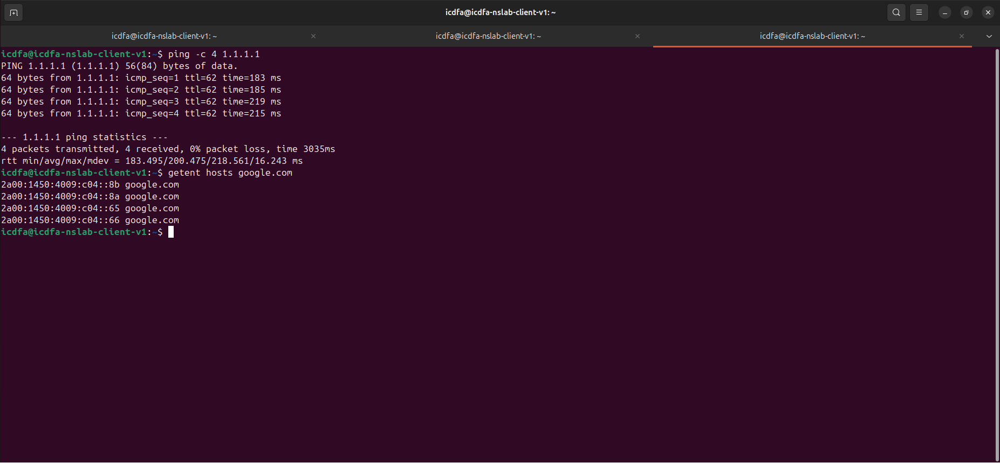 icdfa@icdfa-nslab-client-v1: ~
icdfa@icdfa-nslab-client-v1: ~
icdfa@icdfa-nslab-client-v1: ~
icdfa@icdfa-nslab-client-v1: ~
icdfa@icdfa-nslab-client-v1:~$ ping -c 4 1.1.1.1
PING 1.1.1.1 (1.1.1.1) 56(84) bytes of data.
64 bytes from 1.1.1.1: icmp_seq=1 ttl=62 time=183 ms
64 bytes from 1.1.1.1: icmp_seq=2 ttl=62 time=185 ms
64 bytes from 1.1.1.1: icmp_seq=3 ttl=62 time=219 ms
64 bytes from 1.1.1.1: icmp_seq=4 ttl=62 time=215 ms
--- 1.1.1.1 ping statistics ---
4 packets transmitted, 4 received, 0% packet loss, time 3035ms
rtt min/avg/max/mdev = 183.495/200.475/218.561/16.243 ms
icdfa@icdfa-nslab-client-v1:~$ getent hosts google.com
2a00:1450:4009:c04::8b google.com
2a00:1450:4009:c04::8a google.com
2a00:1450:4009:c04::65 google.com
2a00:1450:4009:c04::66 google.com
icdfa@icdfa-nslab-client-v1:~$